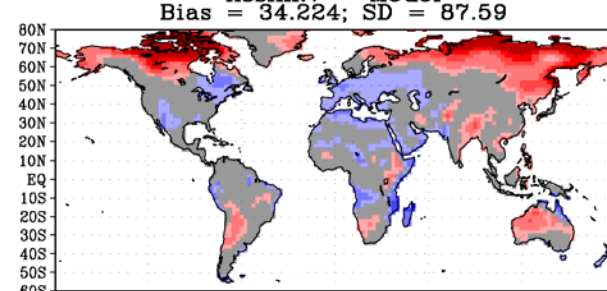 Bias = 34.224; SD = 87.59
80N
70N
60N
50N
40N
30N
20N
10N
EQ
10S
20S
30S
40S
50S